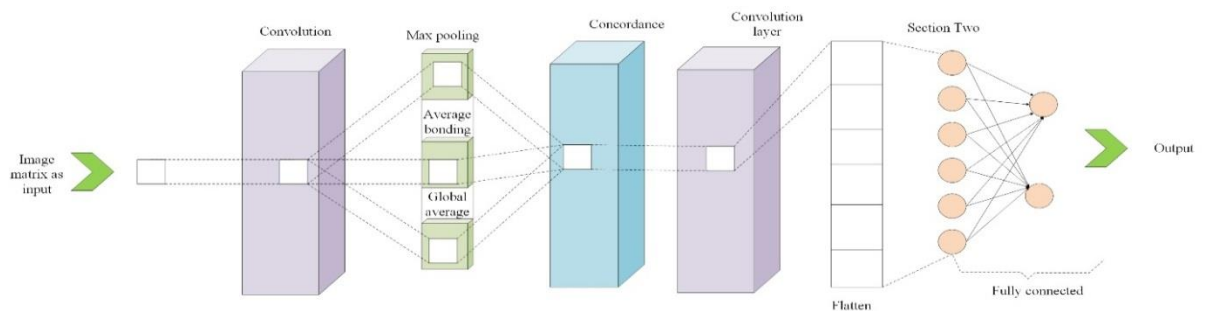 Image
matrix as
input
Convolution
Max pooling
Average
bonding
Global
average
Concordance
Convolution
layer
Flatten
Section Two
Fully connected
Output